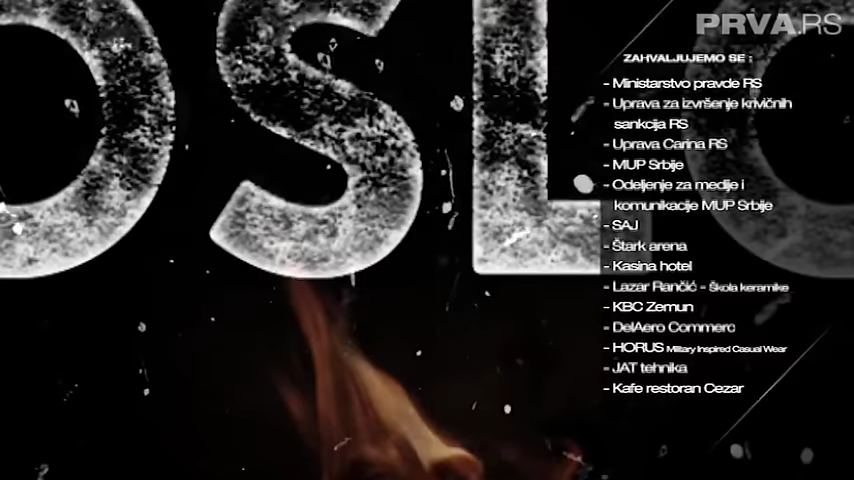 OSLO
PRVA.RS
ZAHVALJUJEMO SE :
- Ministarstvo pravde RS
- Uprava za izvršenje krivičnih
sankcija RS
- Uprava Carina RS
- MUP Srbije
- Odeljenje za medije i
komunikacije MUP Srbije
- SAJ
- Štark arena
- Kasina hotel
- Lazar Rančić - Škola keramike
- KBC Zemun
- DelAero Commerc
- HORUS Military Inspired Casual Wear
- JAT tehnika
- Kafe restoran Cezar